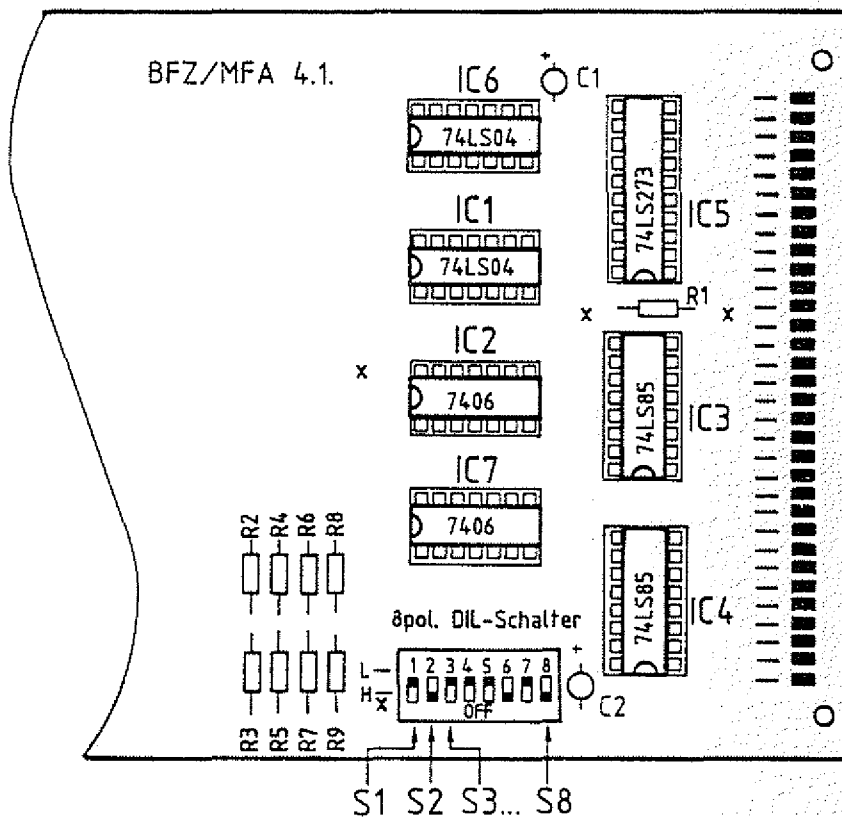 BFZ/MFA 4.1.
IC6
74LS04
+
C1
74LS273
IC5
IC1
74LS04
R1
x
x
x
IC2
7406
74LS85
IC3
IC7
7406
R2 R4 R6 R8
8pol. DIL-Schalter
74LS85
IC4
L
1 2 3 4 5 6 7 8
H
x
OFF
+
C2
R3 R5 R7 R9
S1 S2 S3... S8